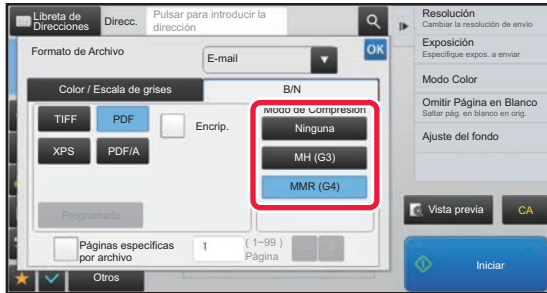 Libreta de
Direcciones
Direcc.
Pulsar para introducir la
dirección
Formato de Archivo
E-mail
OK
Color / Escala de grises
B/N
TIFF
PDF
Encrip.
XPS
PDF/A
Programado
Modo de Compresión
Ninguna
MH (G3)
MMR (G4)
Páginas específicas
por archivo
1
( 1~99 )
Página
Otros
Resolución
Cambiar la resolución de envío
Exposición
Especifique expos. a enviar
Modo Color
Omitir Página en Blanco
Saltar pág. en blanco en orig.
Ajuste del fondo
Vista previa
CA
Iniciar